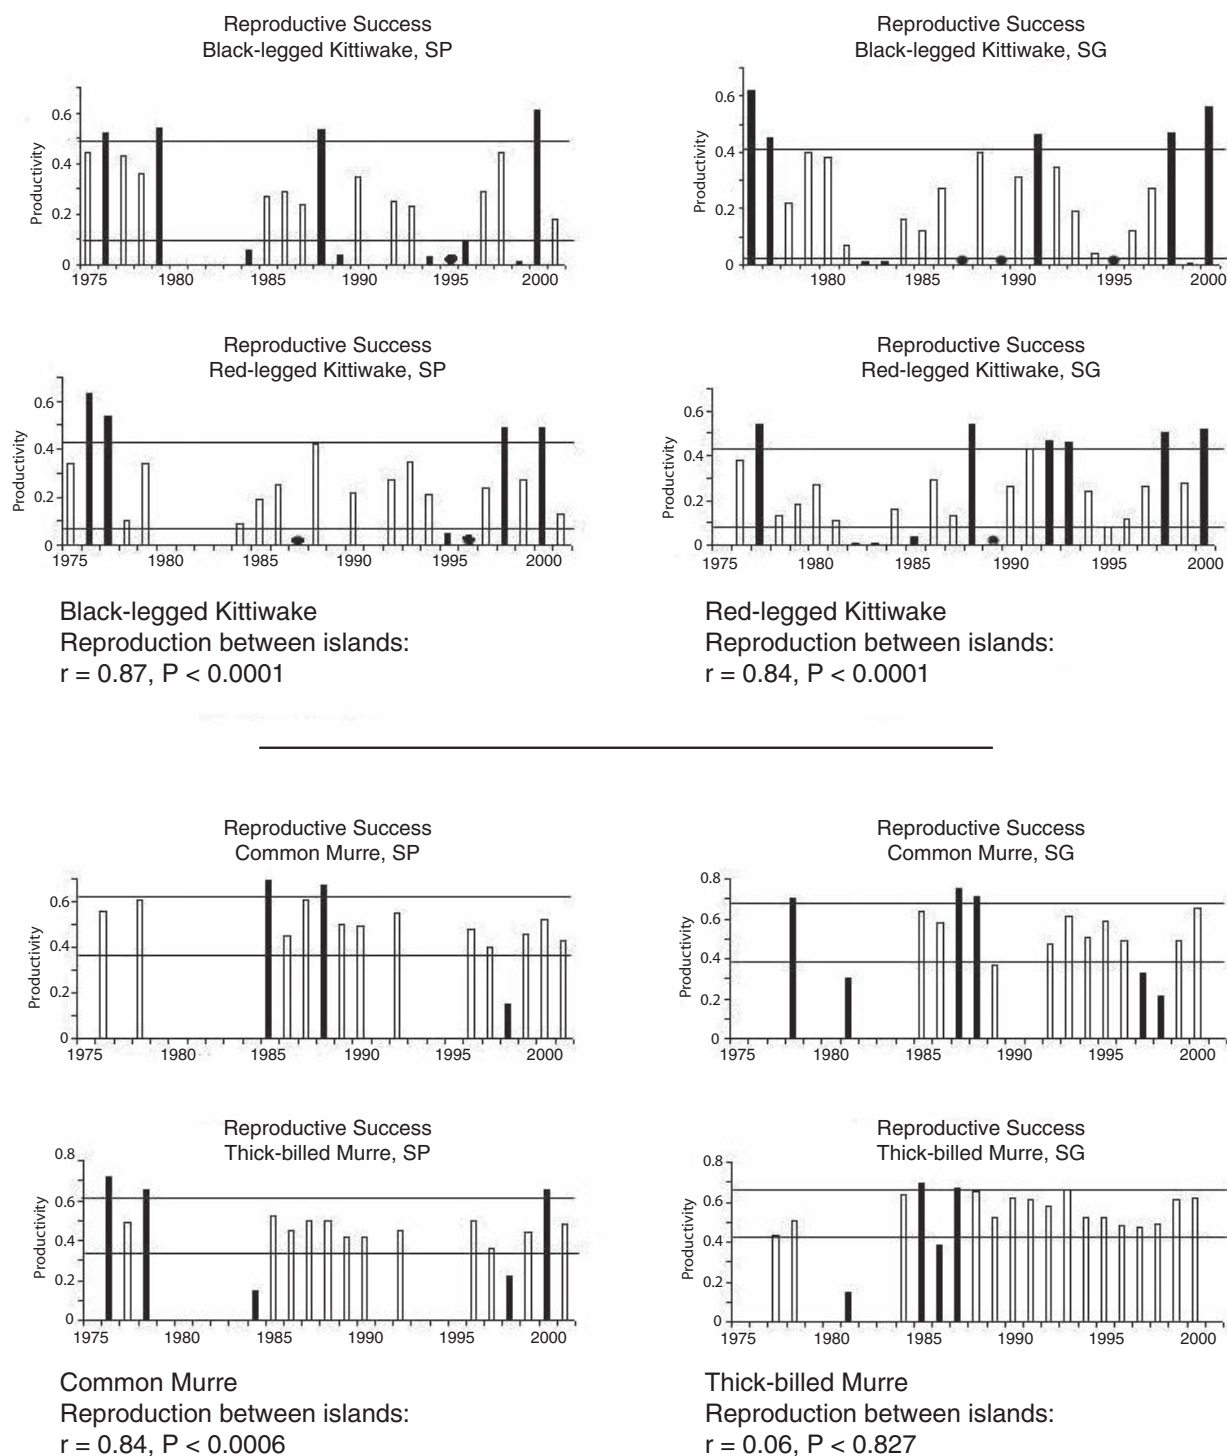 Reproductive Success
Black-legged Kittiwake, SP
Productivity
0.6
0.4
0.2
0
1975 1980 1985 1990 1995 2000
Reproductive Success
Black-legged Kittiwake, SG
Productivity
0.6
0.4
0.2
0
1980 1985 1990 1995 2000
Reproductive Success
Red-legged Kittiwake, SP
Productivity
0.6
0.4
0.2
0
1975 1980 1985 1990 1995 2000
Reproductive Success
Red-legged Kittiwake, SG
Productivity
0.6
0.4
0.2
0
1975 1980 1985 1990 1995 2000
Black-legged Kittiwake
Reproduction between islands:
r = 0.87, P < 0.0001
Red-legged Kittiwake
Reproduction between islands:
r = 0.84, P < 0.0001
Reproductive Success
Common Murre, SP
Productivity
0.6
0.4
0.2
0
1975 1980 1985 1990 1995 2000
Reproductive Success
Common Murre, SG
Productivity
0.8
0.6
0.4
0.2
0
1975 1980 1985 1990 1995 2000
Reproductive Success
Thick-billed Murre, SP
Productivity
0.8
0.6
0.4
0.2
0
1975 1980 1985 1990 1995 2000
Reproductive Success
Thick-billed Murre, SG
Productivity
0.8
0.6
0.4
0.2
0
1975 1980 1985 1990 1995 2000
Common Murre
Reproduction between islands:
r = 0.84, P < 0.0006
Thick-billed Murre
Reproduction between islands:
r = 0.06, P < 0.827